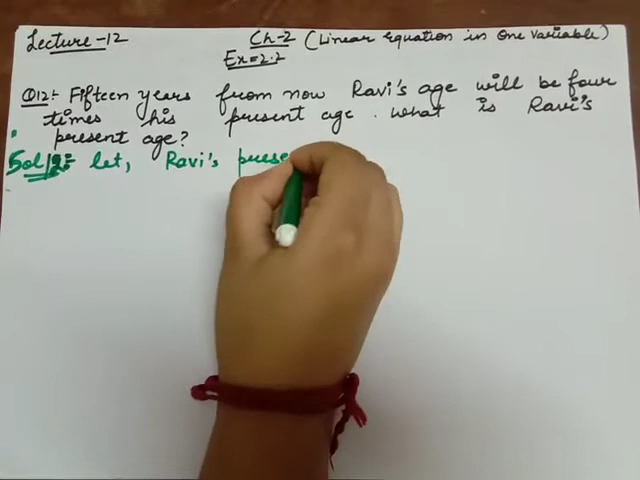 Lecture-12
Ch-2 (Linear Equation in One Variable)
Ex=2.2
Q12:- Fifteen years from now Ravi's age will be four
times his present age. What is Ravi's
present age?
Sol/12:- let, Ravi's prese